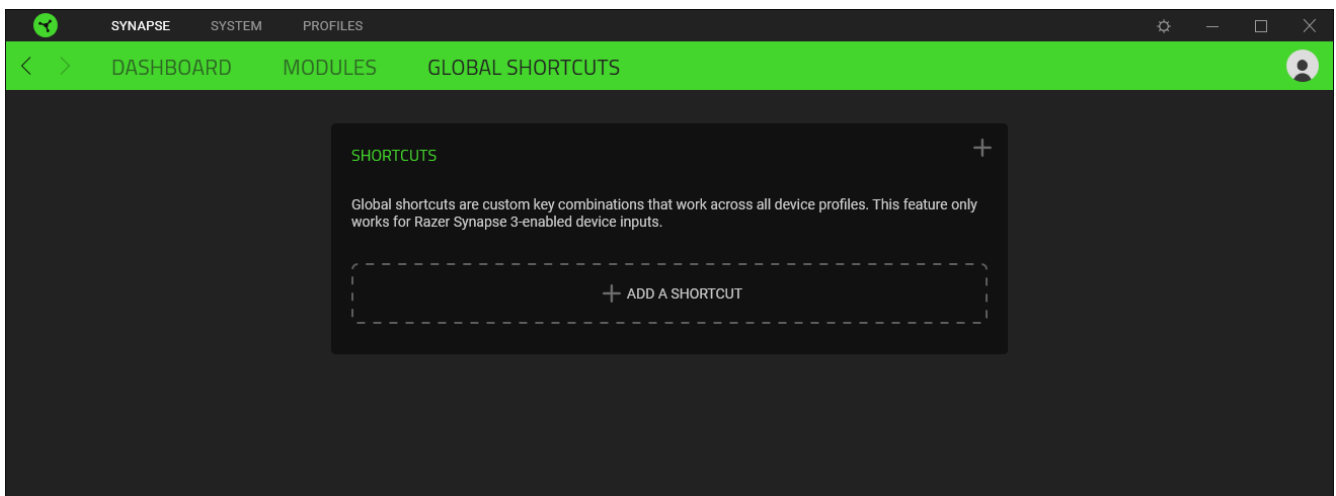 SYNAPSE SYSTEM PROFILES
DASHBOARD MODULES GLOBAL SHORTCUTS
SHORTCUTS
Global shortcuts are custom key combinations that work across all device profiles. This feature only
works for Razer Synapse 3-enabled device inputs.
ADD A SHORTCUT